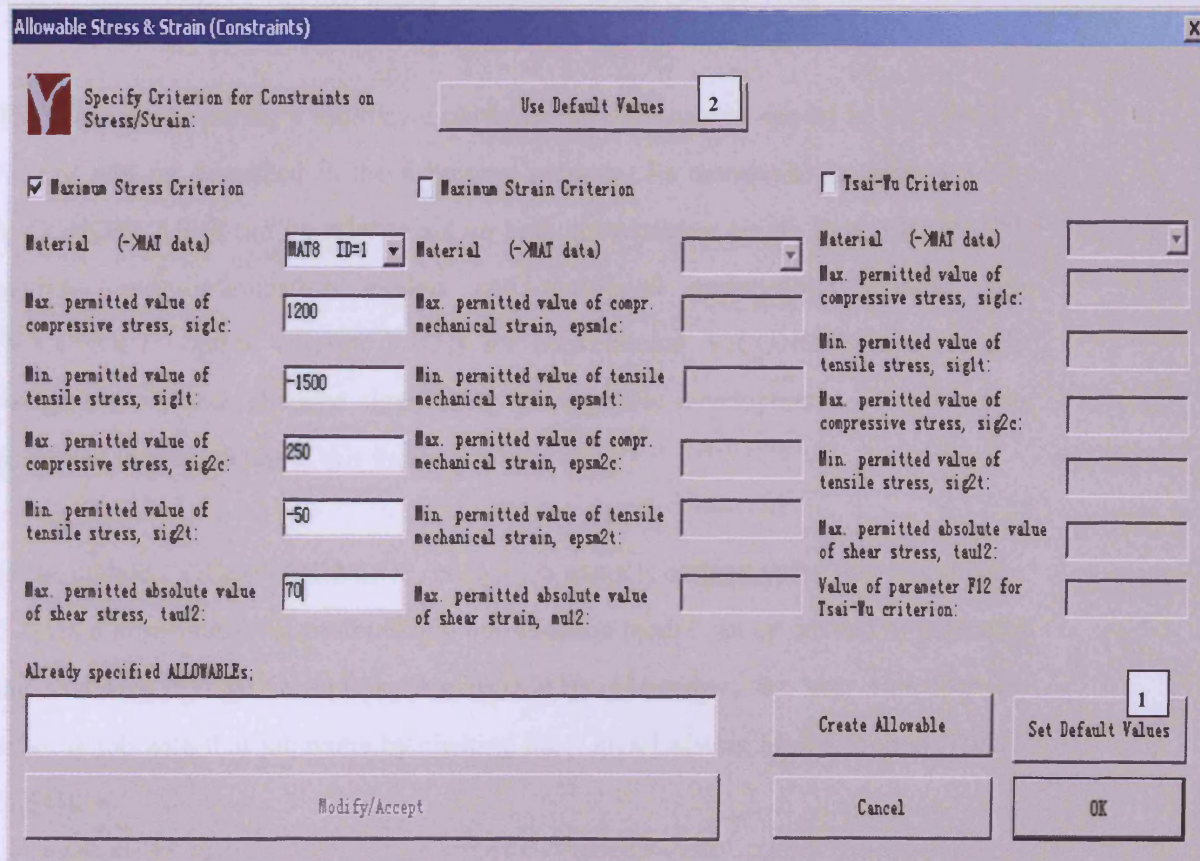 Allowable Stress & Strain (Constraints)
X
Specify Criterion for Constraints on
Stress/Strain:
Use Default Values
2
Maximum Stress Criterion
Material (->MAT data)
MAT8 ID=1
Max. permitted value of
compressive stress, sig1c:
1200
Min. permitted value of
tensile stress, sig1t:
-1500
Max. permitted value of
compressive stress, sig2c:
250
Min. permitted value of
tensile stress, sig2t:
-50
Max. permitted absolute value
of shear stress, tau12:
70
Maximum Strain Criterion
Material (->MAT data)
Max. permitted value of compr.
mechanical strain, epsm1c:
Min. permitted value of tensile
mechanical strain, epsm1t:
Max. permitted value of compr.
mechanical strain, epsm2c:
Min. permitted value of tensile
mechanical strain, epsm2t:
Max. permitted absolute value
of shear strain, mu12:
Tsai-Wu Criterion
Material (->MAT data)
Max. permitted value of
compressive stress, sig1c:
Min. permitted value of
tensile stress, sig1t:
Max. permitted value of
compressive stress, sig2c:
Min. permitted value of
tensile stress, sig2t:
Max. permitted absolute value
of shear stress, tau12:
Value of parameter F12 for
Tsai-Wu criterion:
Already specified ALLOWABLEs:
Create Allowable
1
Set Default Values
Modify/Accept
Cancel
OK